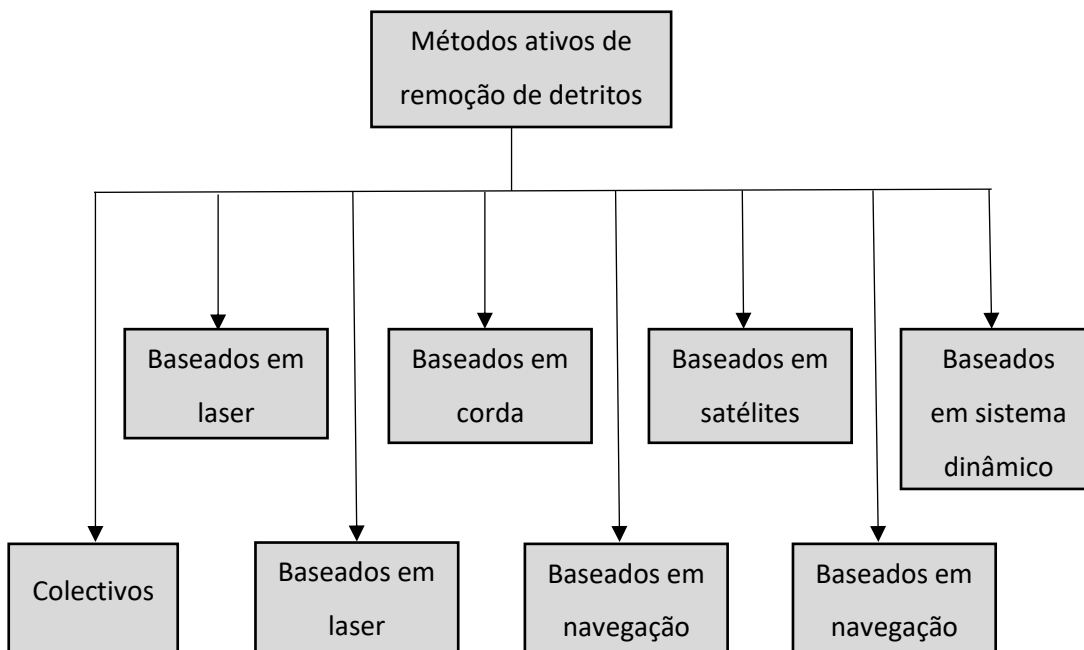 Métodos ativos de
remoção de detritos
Baseados em
laser
Baseados em
corda
Baseados em
satélites
Baseados
em sistema
dinâmico
Colectivos
Baseados em
laser
Baseados em
navegação
Baseados em
navegação